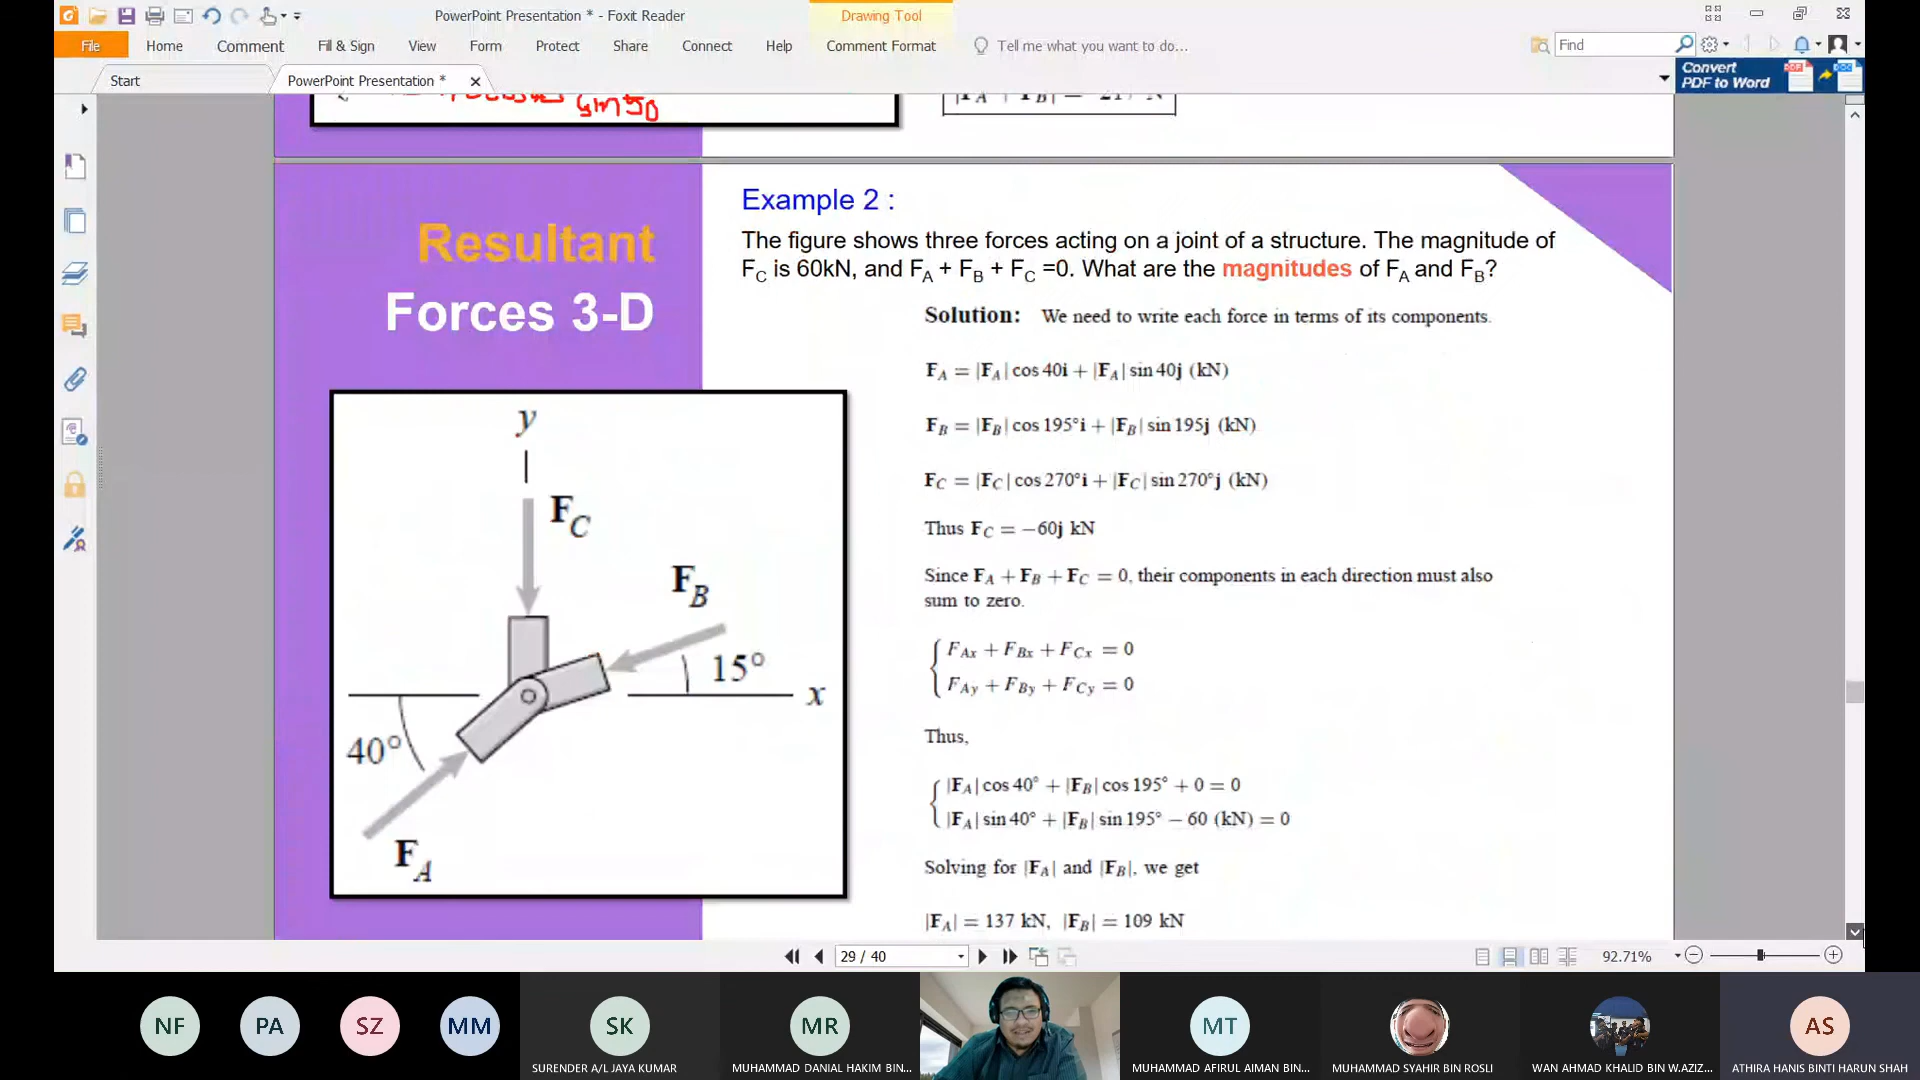 PowerPoint Presentation * - Foxit Reader
Drawing Tool
File
Home
Comment
Fill & Sign
View
Form
Protect
Share
Connect
Help
Comment Format
Tell me what you want to do...
Find
Start
PowerPoint Presentation *
Convert
PDF to Word
Resultant
Forces 3-D
Example 2 :
The figure shows three forces acting on a joint of a structure. The magnitude of
FC is 60kN, and FA + FB + FC =0. What are the magnitudes of FA and FB?
Solution: We need to write each force in terms of its components.
FA = |FA| cos 40i + |FA| sin 40j (kN)
FB = |FB| cos 195°i + |FB| sin 195j (kN)
FC = |FC| cos 270°i + |FC| sin 270°j (kN)
Thus FC = −60j kN
Since FA + FB + FC = 0, their components in each direction must also
sum to zero.
FAx + FBx + FCx = 0
FAy + FBy + FCy = 0
Thus,
|FA| cos 40° + |FB| cos 195° + 0 = 0
|FA| sin 40° + |FB| sin 195° − 60 (kN) = 0
Solving for |FA| and |FB|, we get
|FA| = 137 kN, |FB| = 109 kN
y
FC
FB
15°
x
40°
FA
29 / 40
92.71%
NF
PA
SZ
MM
SK
SURENDER A/L JAYA KUMAR
MR
MUHAMMAD DANIAL HAKIM BIN...
MT
MUHAMMAD AFIRUL AIMAN BIN...
MUHAMMAD SYAHIR BIN ROSLI
WAN AHMAD KHALID BIN W.AZIZ...
AS
ATHIRA HANIS BINTI HARUN SHAH